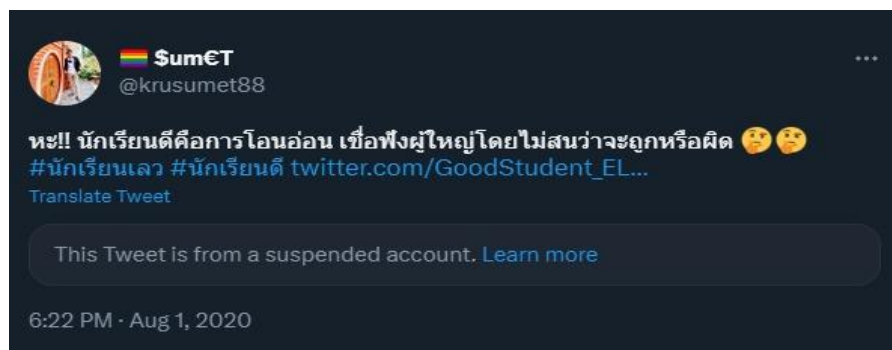 $um€T
@krusumet88
หะ!! นักเรียนดีคือการโอนอ่อน เชื่อฟังผู้ใหญ่โดยไม่สนว่าจะถูกหรือผิด 🤔🤔
#นักเรียนเลว #นักเรียนดี twitter.com/GoodStudent_EL...
Translate Tweet
This Tweet is from a suspended account. Learn more
6:22 PM · Aug 1, 2020